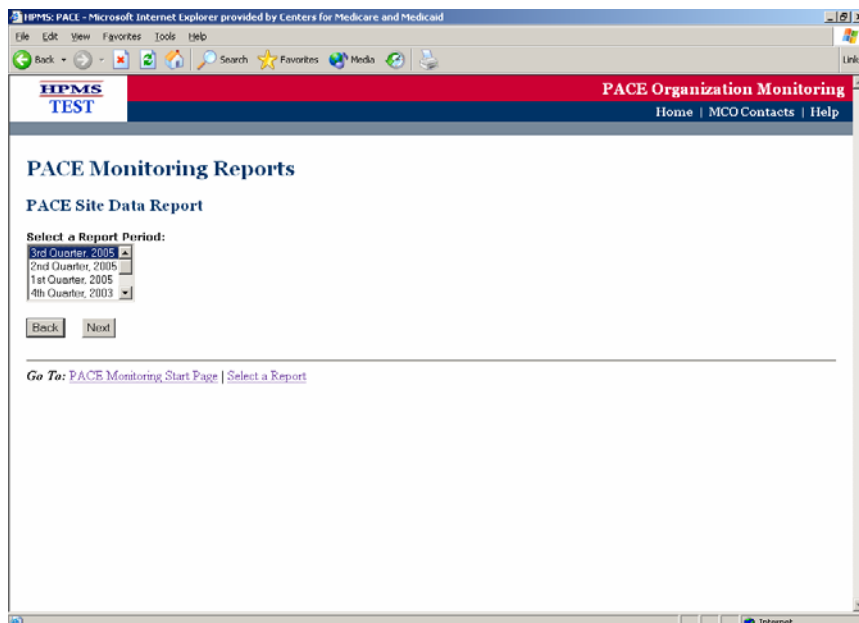 HPMS: PACE - Microsoft Internet Explorer provided by Centers for Medicare and Medicaid
File Edit View Favorites Tools Help
Back Search Favorites Media Link
HPMS
TEST
PACE Organization Monitoring
Home | MCO Contacts | Help
PACE Monitoring Reports
PACE Site Data Report
Select a Report Period:
3rd Quarter, 2005
2nd Quarter, 2005
1st Quarter, 2005
4th Quarter, 2003
Back Next
Go To: PACE Monitoring Start Page | Select a Report
Internet